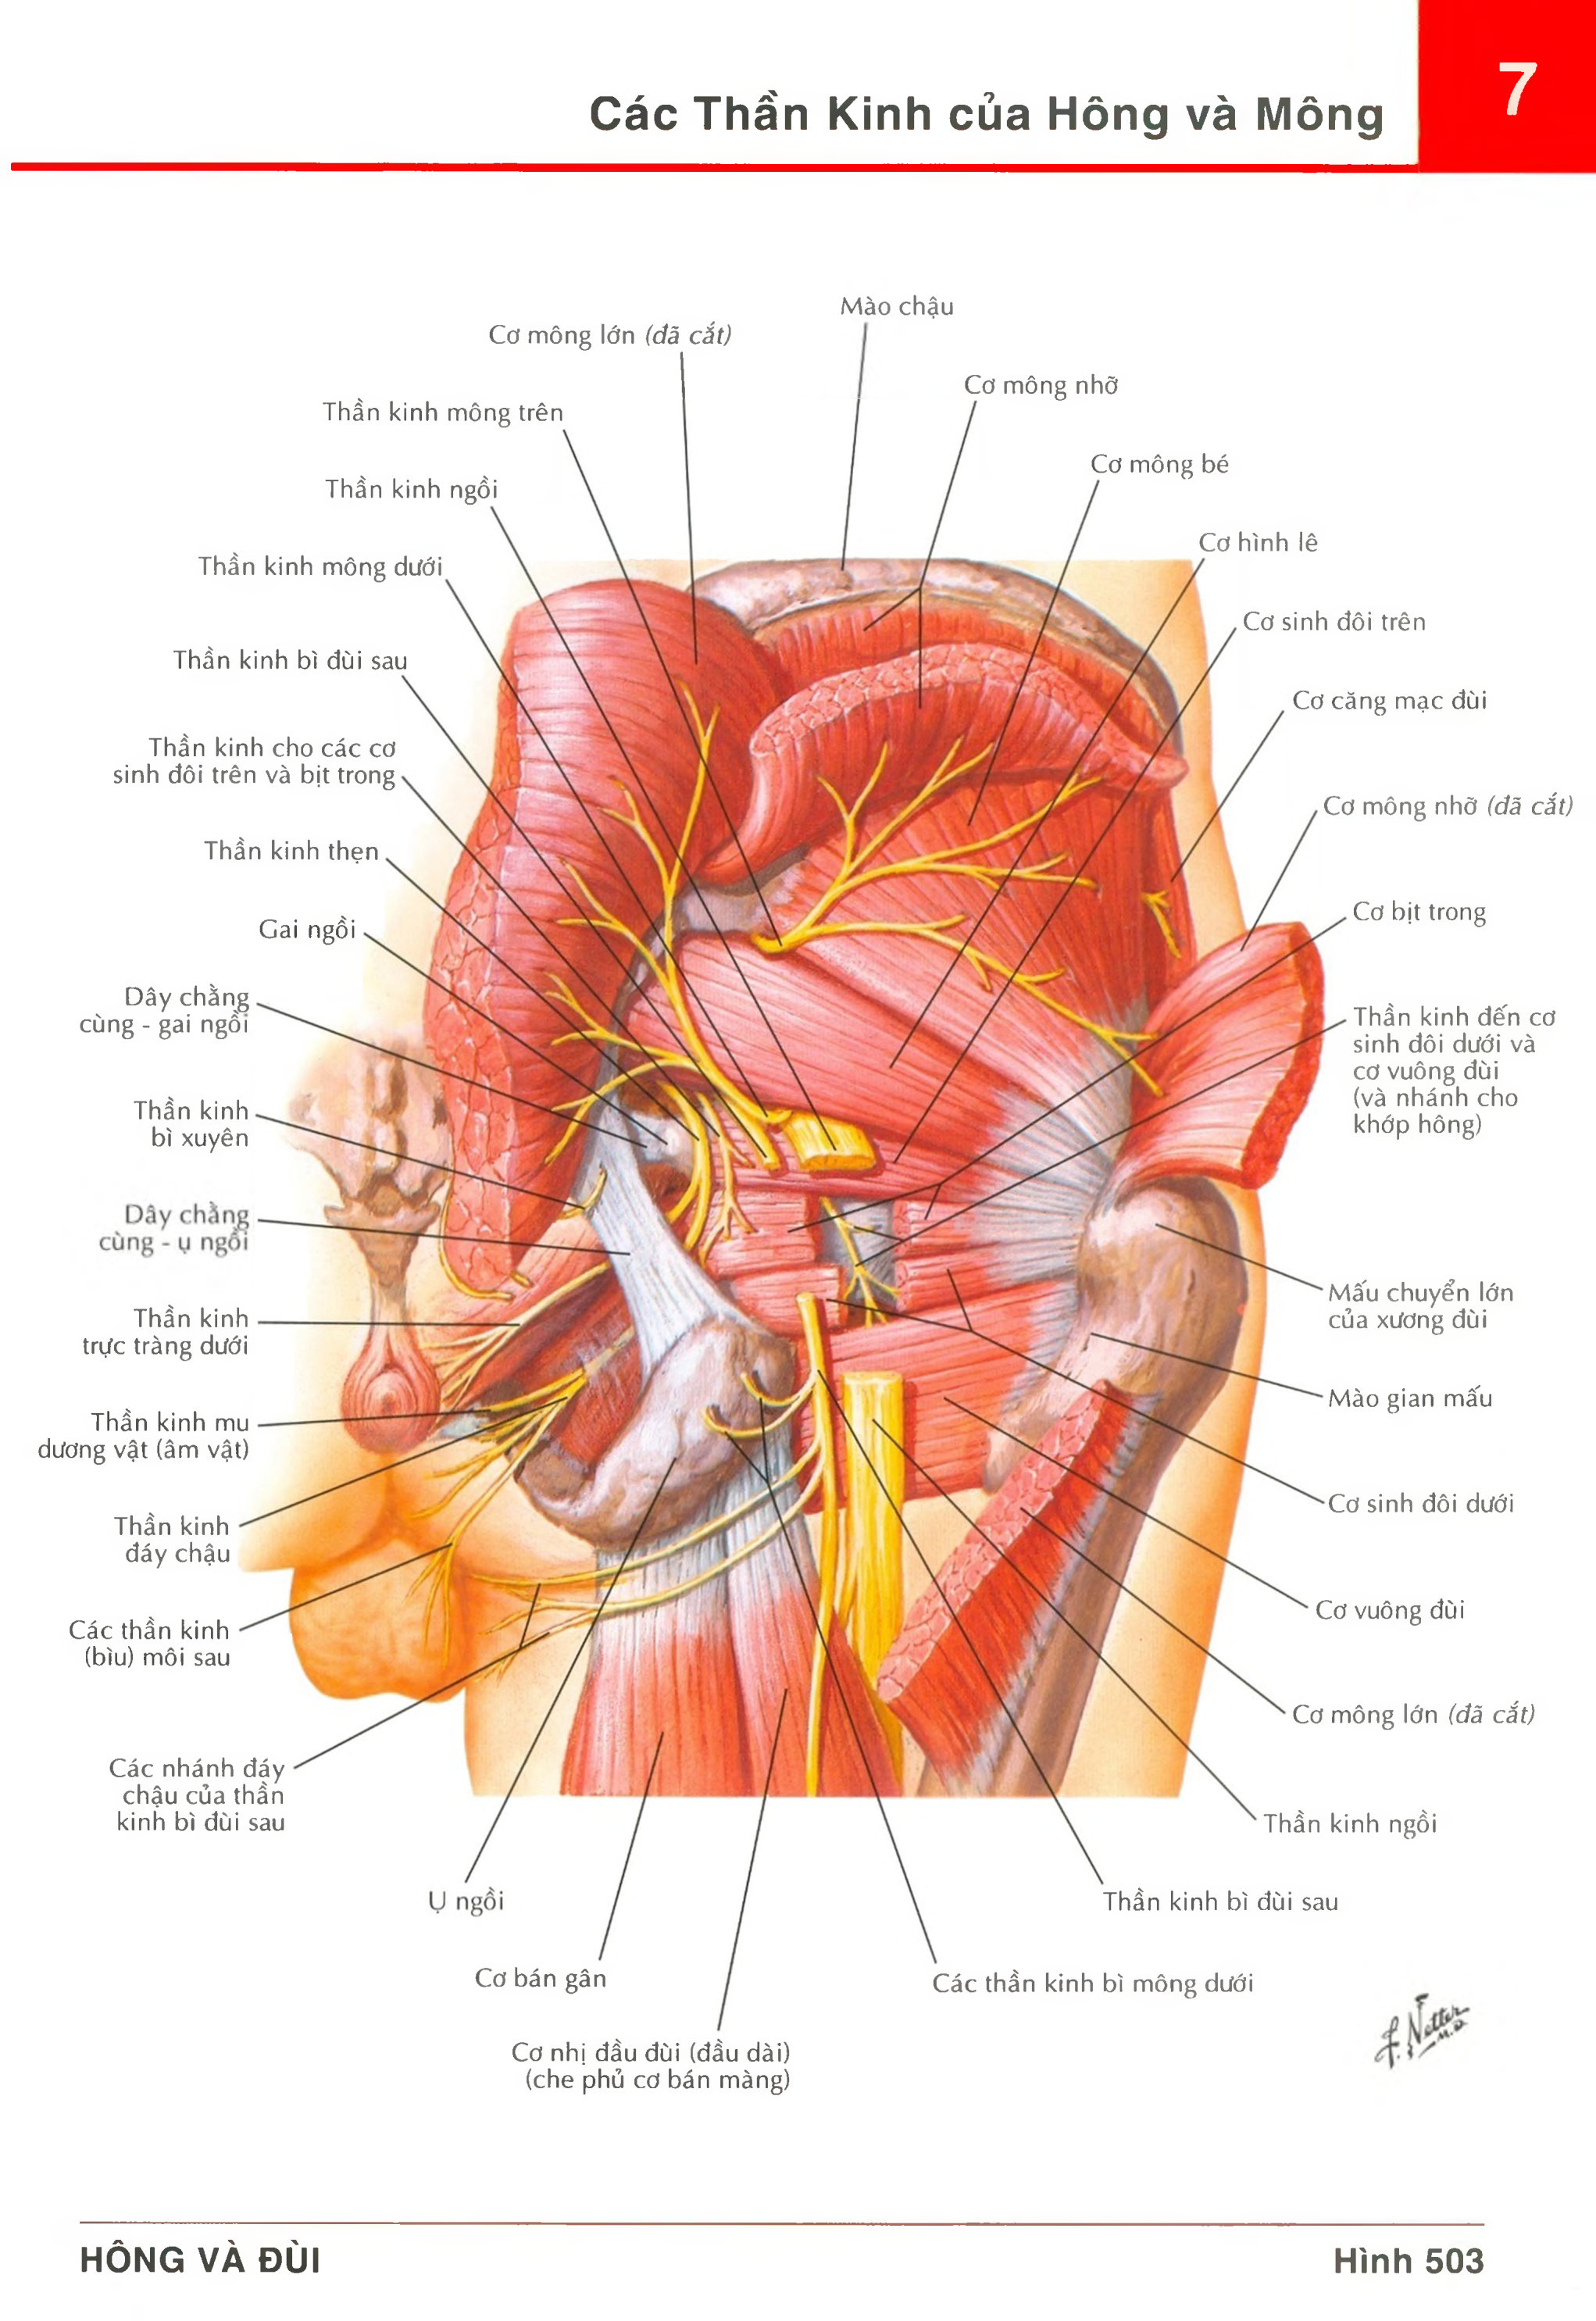 7
Các Thần Kinh của Hông và Mông
Mào chậu
Cơ mông lớn (đã cắt)
Cơ mông nhỡ
Thần kinh mông trên
Cơ mông bé
Thần kinh ngồi
Cơ hình lê
Thần kinh mông dưới
Cơ sinh đôi trên
Thần kinh bì đùi sau
Cơ căng mạc đùi
Thần kinh cho các cơ
sinh đôi trên và bịt trong
Cơ mông nhỡ (đã cắt)
Thần kinh thẹn
Cơ bịt trong
Gai ngồi
Dây chằng
cùng - gai ngồi
Thần kinh đến cơ
sinh đôi dưới và
cơ vuông đùi
(và nhánh cho
khớp hông)
Thần kinh
bì xuyên
Dây chằng
cùng - ụ ngồi
Mấu chuyển lớn
của xương đùi
Thần kinh
trực tràng dưới
Mào gian mấu
Thần kinh mu
dương vật (âm vật)
Cơ sinh đôi dưới
Thần kinh
đáy chậu
Cơ vuông đùi
Các thần kinh
(bìu) môi sau
Cơ mông lớn (đã cắt)
Các nhánh đáy
chậu của thần
kinh bì đùi sau
Thần kinh ngồi
Ụ ngồi
Thần kinh bì đùi sau
Cơ bán gân
Các thần kinh bì mông dưới
Cơ nhị đầu đùi (đầu dài)
(che phủ cơ bán màng)
F. Netter
M.D.
HÔNG VÀ ĐÙI
Hình 503